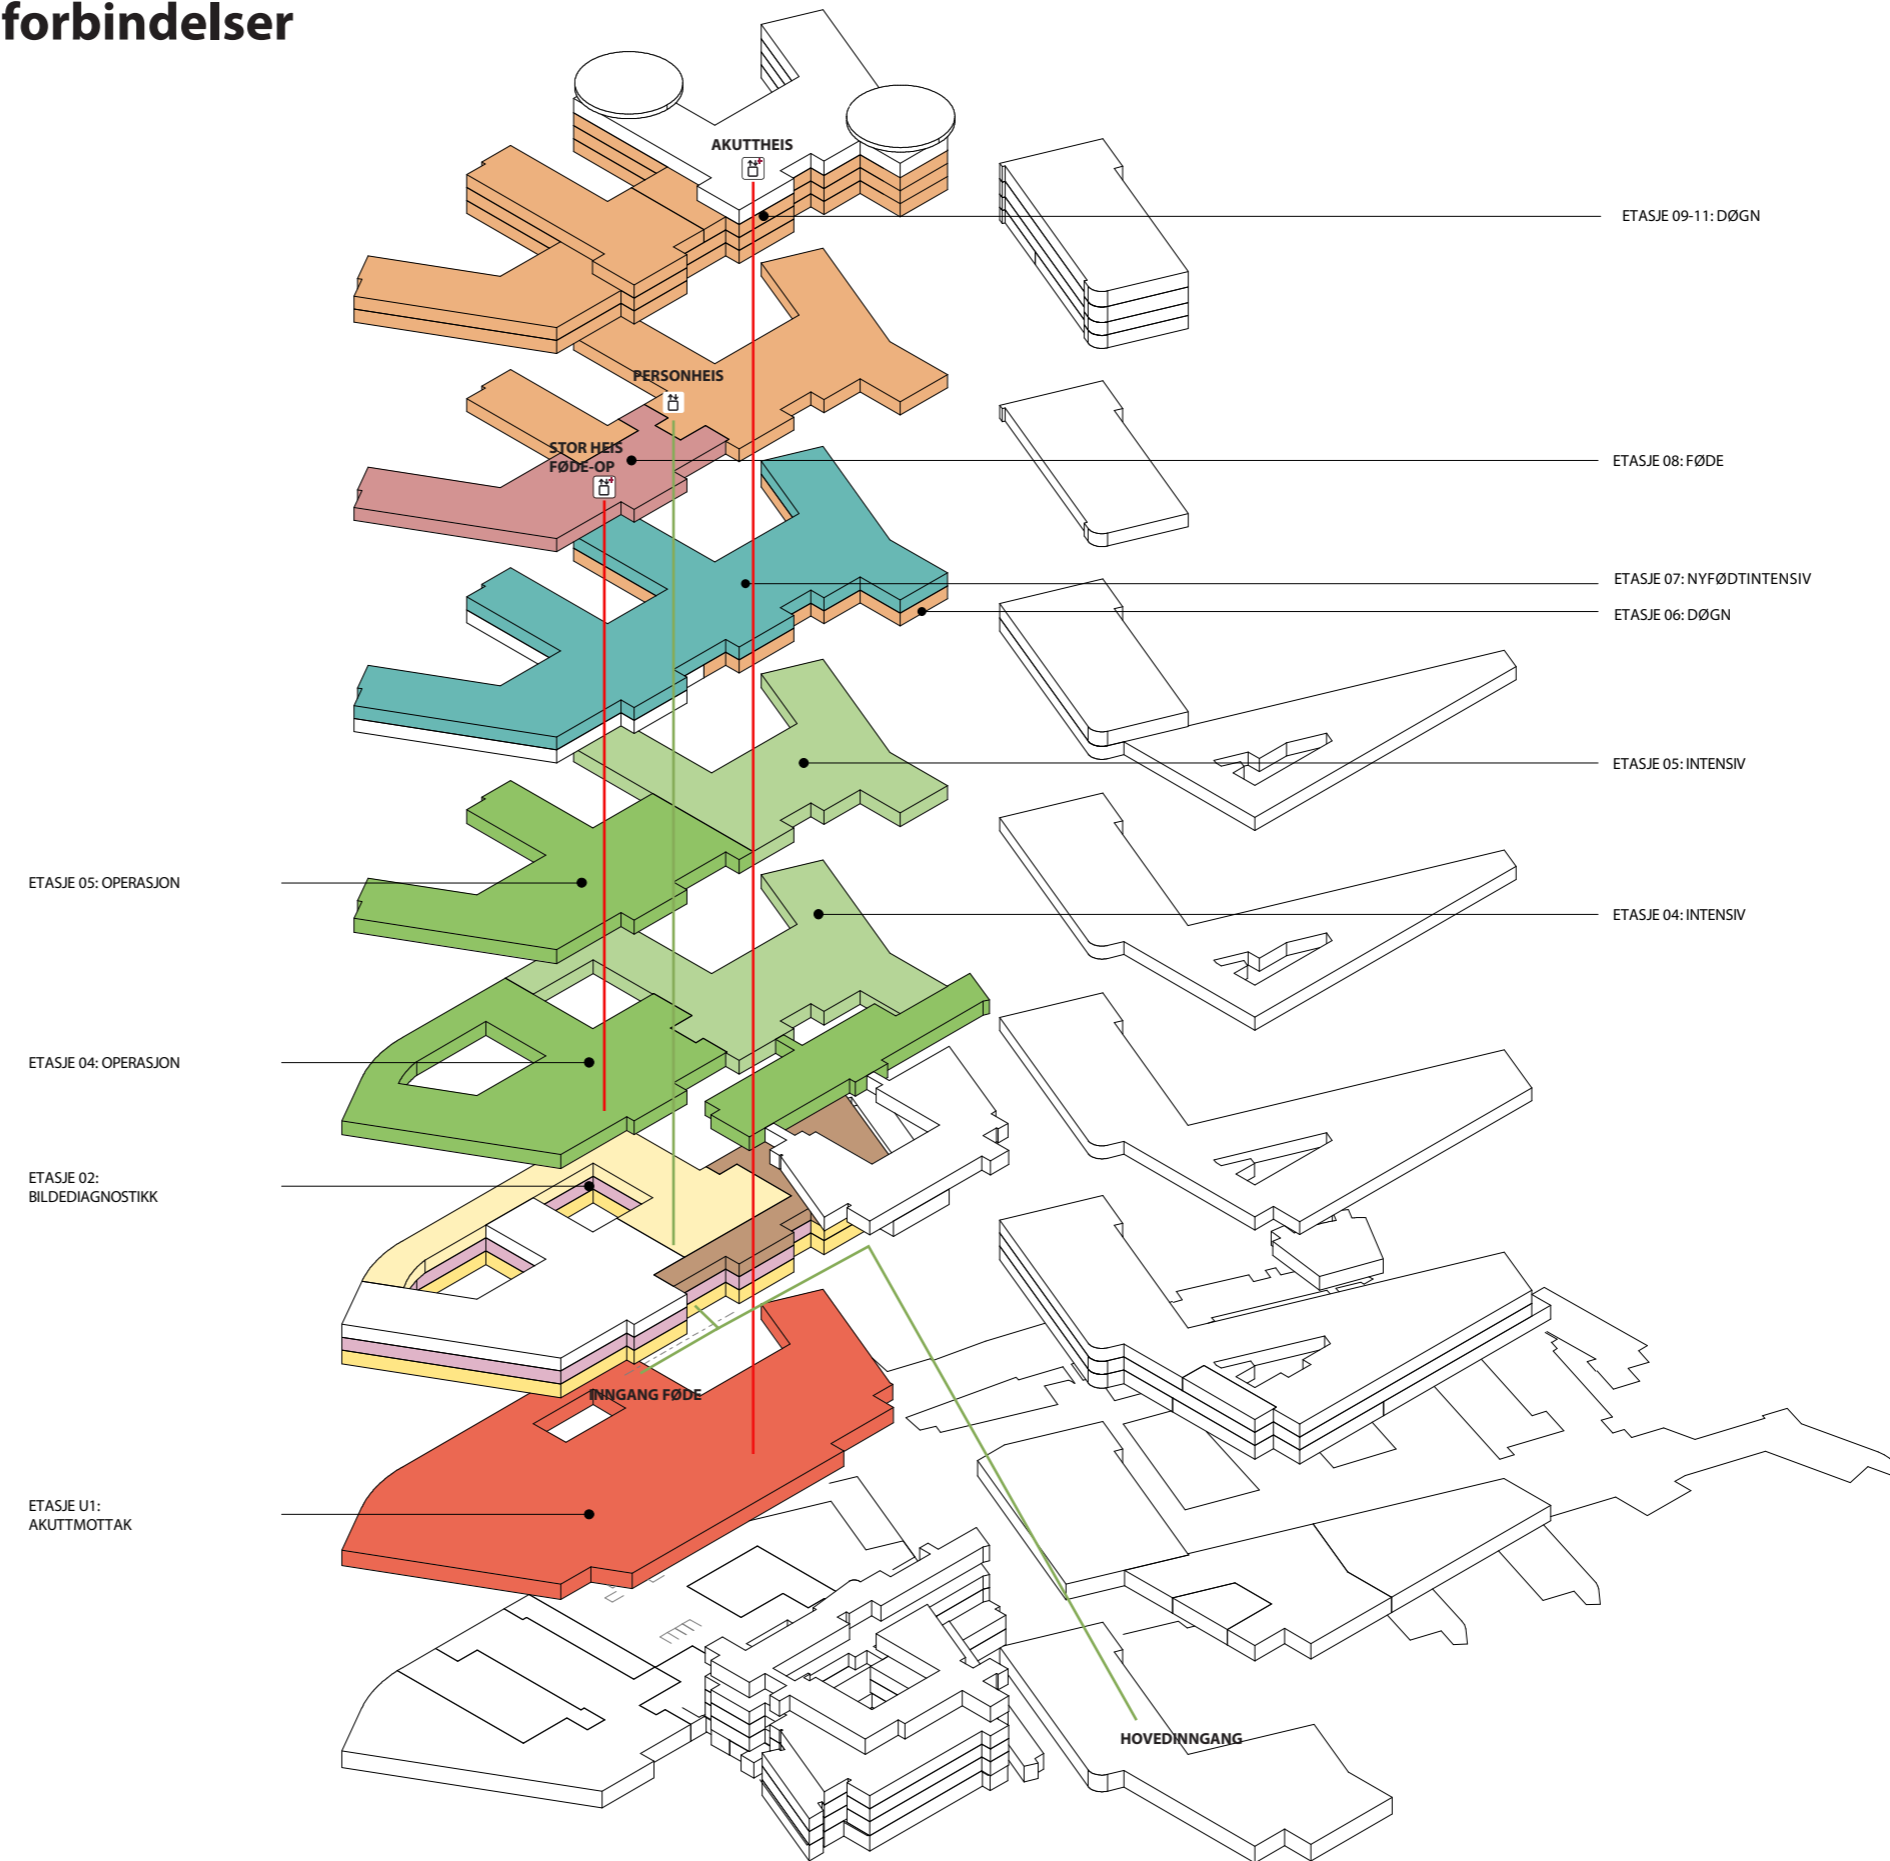 forbindelser
AKUTTHEIS
ETASJE 09-11: DØGN
PERSONHEIS
STOR HEIS
FØDE-OP
ETASJE 08: FØDE
ETASJE 07: NYFØDTINTENSIV
ETASJE 06: DØGN
ETASJE 05: INTENSIV
ETASJE 05: OPERASJON
ETASJE 04: INTENSIV
ETASJE 04: OPERASJON
ETASJE 02:
BILDEDIAGNOSTIKK
INNGANG FØDE
ETASJE U1:
AKUTTMOTTAK
HOVEDINNGANG